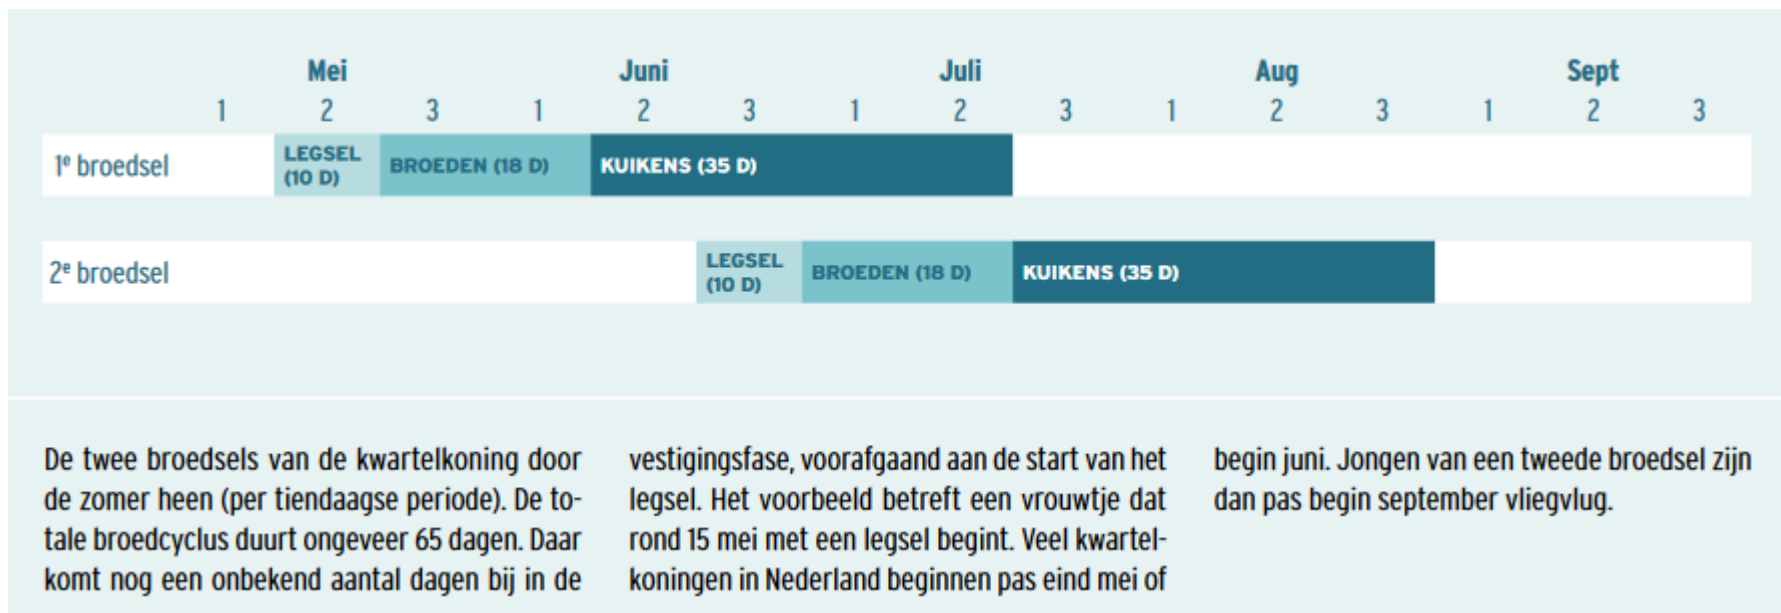 Mei Juni Juli Aug Sept
1 2 3 1 2 3 1 2 3 1 2 3 1 2 3
1e broedsel
LEGSEL
(10 D)
BROEDEN (18 D)
KUIKENS (35 D)
2e broedsel
LEGSEL
(10 D)
BROEDEN (18 D)
KUIKENS (35 D)
De twee broedsels van de kwartelkoning door
de zomer heen (per tiendaagse periode). De to-
tale broedcyclus duurt ongeveer 65 dagen. Daar
komt nog een onbekend aantal dagen bij in de
vestigingsfase, voorafgaand aan de start van het
legsel. Het voorbeeld betreft een vrouwtje dat
rond 15 mei met een legsel begint. Veel kwartel-
koningen in Nederland beginnen pas eind mei of
begin juni. Jongen van een tweede broedsel zijn
dan pas begin september vliegvlug.